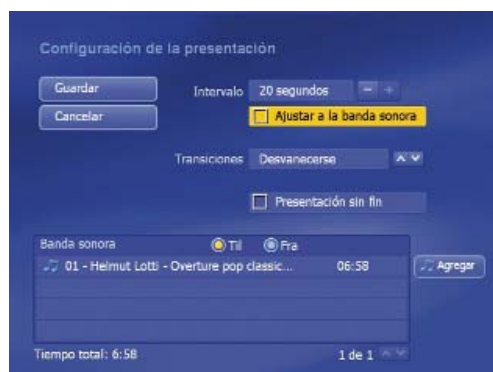 Configuración de la presentación
Guardar
Cancelar
Intervalo 20 segundos - +
Ajustar a la banda sonora
Transiciones Desvanecerse
Presentación sin fin
Banda sonora Til Fra
01 - Helmut Lotti - Overture pop classic... 06:58
Agregar
Tiempo total: 6:58 1 de 1